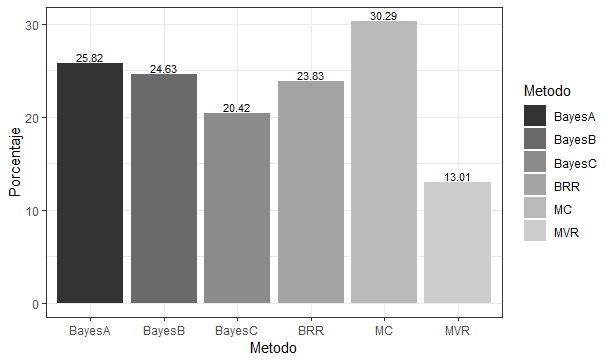 30
20
10
0
Porcentaje
25.82
24.63
20.42
23.83
30.29
13.01
BayesA
BayesB
BayesC
BRR
MC
MVR
Metodo
Metodo
BayesA
BayesB
BayesC
BRR
MC
MVR